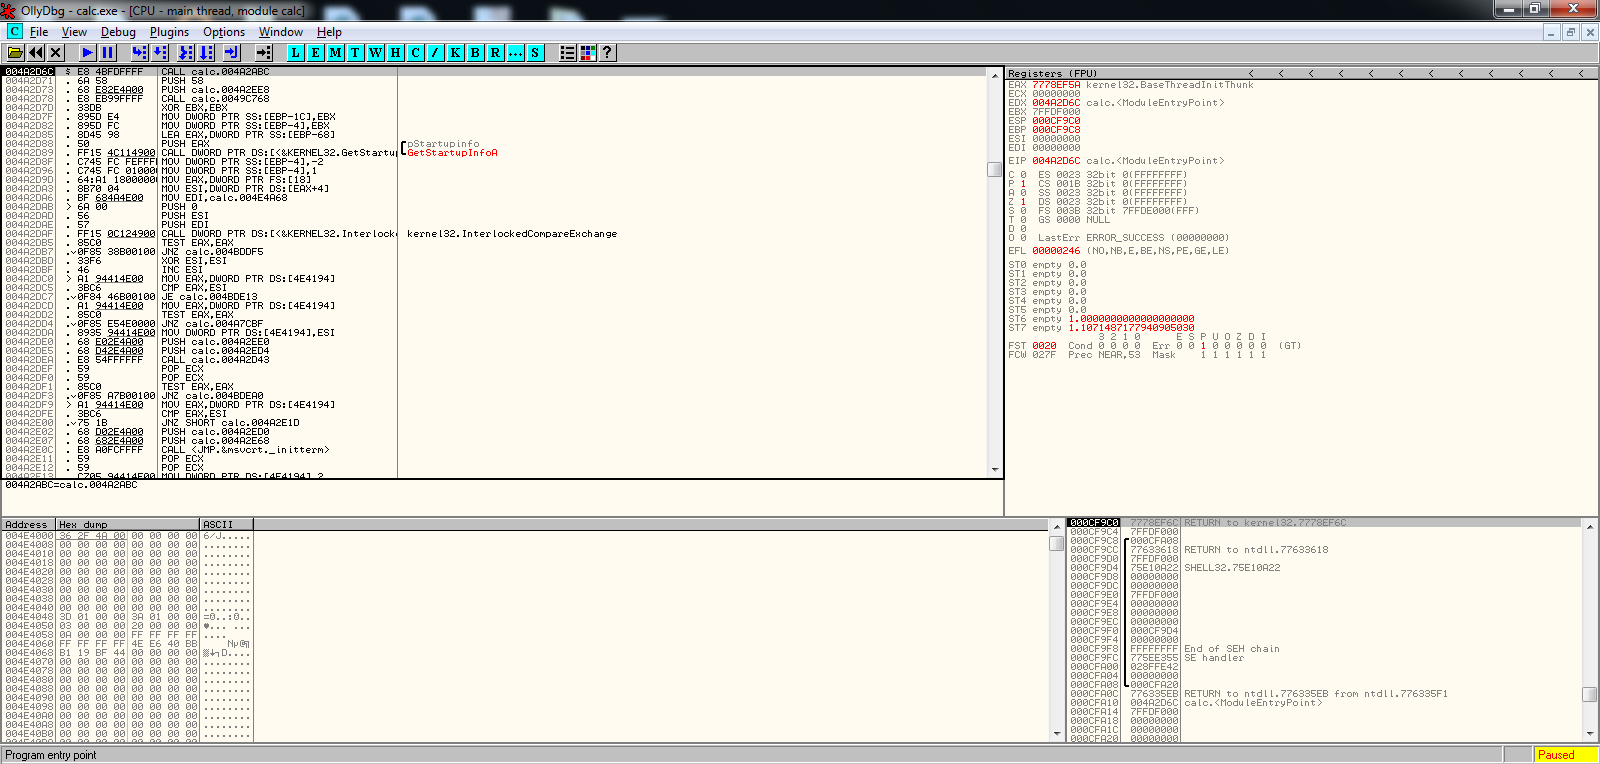 OllyDbg - calc.exe - [CPU - main thread, module calc]
C File View Debug Plugins Options Window Help
L E M T W H C / K B R ... S ?
004A2D6C $ E8 4BFDFFFF CALL calc.004A2ABC
004A2D71 . 6A 58 PUSH 58
004A2D73 . 68 E82E4A00 PUSH calc.004A2EE8
004A2D78 . E8 EB99FFFF CALL calc.0049C768
004A2D7D . 33DB XOR EBX,EBX
004A2D7F . 895D E4 MOV DWORD PTR SS:[EBP-1C],EBX
004A2D82 . 895D FC MOV DWORD PTR SS:[EBP-4],EBX
004A2D85 . 8D45 98 LEA EAX,DWORD PTR SS:[EBP-68]
004A2D88 . 50 PUSH EAX pStartupinfo
004A2D89 . FF15 4C114900 CALL DWORD PTR DS:[<&KERNEL32.GetStartu GetStartupInfoA
004A2D8F . C745 FC FEFFFF MOV DWORD PTR SS:[EBP-4],-2
004A2D96 . C745 FC 010000 MOV DWORD PTR SS:[EBP-4],1
004A2D9D . 64:A1 18000000 MOV EAX,DWORD PTR FS:[18]
004A2DA3 . 8B70 04 MOV ESI,DWORD PTR DS:[EAX+4]
004A2DA6 . BF 684A4E00 MOV EDI,calc.004E4A68
004A2DAB > 6A 00 PUSH 0
004A2DAD . 56 PUSH ESI
004A2DAE . 57 PUSH EDI
004A2DAF . FF15 0C124900 CALL DWORD PTR DS:[<&KERNEL32.Interlock kernel32.InterlockedCompareExchange
004A2DB5 . 85C0 TEST EAX,EAX
004A2DB7 .v0F85 38B00100 JNZ calc.004BDDF5
004A2DBD . 33F6 XOR ESI,ESI
004A2DBF . 46 INC ESI
004A2DC0 > A1 94414E00 MOV EAX,DWORD PTR DS:[4E4194]
004A2DC5 . 3BC6 CMP EAX,ESI
004A2DC7 .v0F84 46B00100 JE calc.004BDE13
004A2DCD . A1 94414E00 MOV EAX,DWORD PTR DS:[4E4194]
004A2DD2 . 85C0 TEST EAX,EAX
004A2DD4 .v0F85 E54E0000 JNZ calc.004A7CBF
004A2DDA . 8935 94414E00 MOV DWORD PTR DS:[4E4194],ESI
004A2DE0 . 68 E02E4A00 PUSH calc.004A2EE0
004A2DE5 . 68 D42E4A00 PUSH calc.004A2ED4
004A2DEA . E8 54FFFFFF CALL calc.004A2D43
004A2DEF . 59 POP ECX
004A2DF0 . 59 POP ECX
004A2DF1 . 85C0 TEST EAX,EAX
004A2DF3 .v0F85 A7B00100 JNZ calc.004BDEA0
004A2DF9 > A1 94414E00 MOV EAX,DWORD PTR DS:[4E4194]
004A2DFE . 3BC6 CMP EAX,ESI
004A2E00 .v75 1B JNZ SHORT calc.004A2E1D
004A2E02 . 68 D02E4A00 PUSH calc.004A2ED0
004A2E07 . 68 682E4A00 PUSH calc.004A2E68
004A2E0C . E8 A0FCFFFF CALL <JMP.&msvcrt._initterm>
004A2E11 . 59 POP ECX
004A2E12 . 59 POP ECX
004A2E13 . C705 94414E00 MOV DWORD PTR DS:[4E4194],2
004A2ABC=calc.004A2ABC
Registers (FPU) < < < < < < < < < < < <
EAX 7778EF5A kernel32.BaseThreadInitThunk
ECX 00000000
EDX 004A2D6C calc.<ModuleEntryPoint>
EBX 7FFDF000
ESP 000CF9C0
EBP 000CF9C8
ESI 00000000
EDI 00000000
EIP 004A2D6C calc.<ModuleEntryPoint>
C 0 ES 0023 32bit 0(FFFFFFFF)
P 1 CS 001B 32bit 0(FFFFFFFF)
A 0 SS 0023 32bit 0(FFFFFFFF)
Z 1 DS 0023 32bit 0(FFFFFFFF)
S 0 FS 003B 32bit 7FFDE000(FFF)
T 0 GS 0000 NULL
D 0
O 0 LastErr ERROR_SUCCESS (00000000)
EFL 00000246 (NO,NB,E,BE,NS,PE,GE,LE)
ST0 empty 0.0
ST1 empty 0.0
ST2 empty 0.0
ST3 empty 0.0
ST4 empty 0.0
ST5 empty 0.0
ST6 empty 1.0000000000000000000
ST7 empty 1.1071487177940905030
3 2 1 0 E S P U O Z D I
FST 0020 Cond 0 0 0 0 Err 0 0 1 0 0 0 0 0 (GT)
FCW 027F Prec NEAR,53 Mask 1 1 1 1 1 1
Address Hex dump ASCII
004E4000 36 2F 4A 00 00 00 00 00 6/J.....
004E4008 00 00 00 00 00 00 00 00 ........
004E4010 00 00 00 00 00 00 00 00 ........
004E4018 00 00 00 00 00 00 00 00 ........
004E4020 00 00 00 00 00 00 00 00 ........
004E4028 00 00 00 00 00 00 00 00 ........
004E4030 00 00 00 00 00 00 00 00 ........
004E4038 00 00 00 00 00 00 00 00 ........
004E4040 00 00 00 00 00 00 00 00 ........
004E4048 3D 01 00 00 3A 01 00 00 =☺..:☺..
004E4050 03 00 00 00 20 00 00 00 ♥... ...
004E4058 0A 00 00 00 FF FF FF FF ....
004E4060 FF FF FF FF 4E E6 40 BB Nµ@╗
004E4068 B1 19 BF 44 00 00 00 00 ▒↓┐D....
004E4070 00 00 00 00 00 00 00 00 ........
004E4078 00 00 00 00 00 00 00 00 ........
004E4080 00 00 00 00 00 00 00 00 ........
004E4088 00 00 00 00 00 00 00 00 ........
004E4090 00 00 00 00 00 00 00 00 ........
004E4098 00 00 00 00 00 00 00 00 ........
004E40A0 00 00 00 00 00 00 00 00 ........
004E40A8 00 00 00 00 00 00 00 00 ........
004E40B0 00 00 00 00 00 00 00 00 ........
000CF9C0 7778EF6C RETURN to kernel32.7778EF6C
000CF9C4 7FFDF000
000CF9C8 000CFA08
000CF9CC 77633618 RETURN to ntdll.77633618
000CF9D0 7FFDF000
000CF9D4 75E10A22 SHELL32.75E10A22
000CF9D8 00000000
000CF9DC 00000000
000CF9E0 7FFDF000
000CF9E4 00000000
000CF9E8 00000000
000CF9EC 00000000
000CF9F0 000CF9D4
000CF9F4 00000000
000CF9F8 FFFFFFFF End of SEH chain
000CF9FC 775EE355 SE handler
000CFA00 028FFE42
000CFA04 00000000
000CFA08 000CFA20
000CFA0C 776335EB RETURN to ntdll.776335EB from ntdll.776335F1
000CFA10 004A2D6C calc.<ModuleEntryPoint>
000CFA14 7FFDF000
000CFA18 00000000
000CFA1C 00000000
000CFA20 00000000
Program entry point
Paused